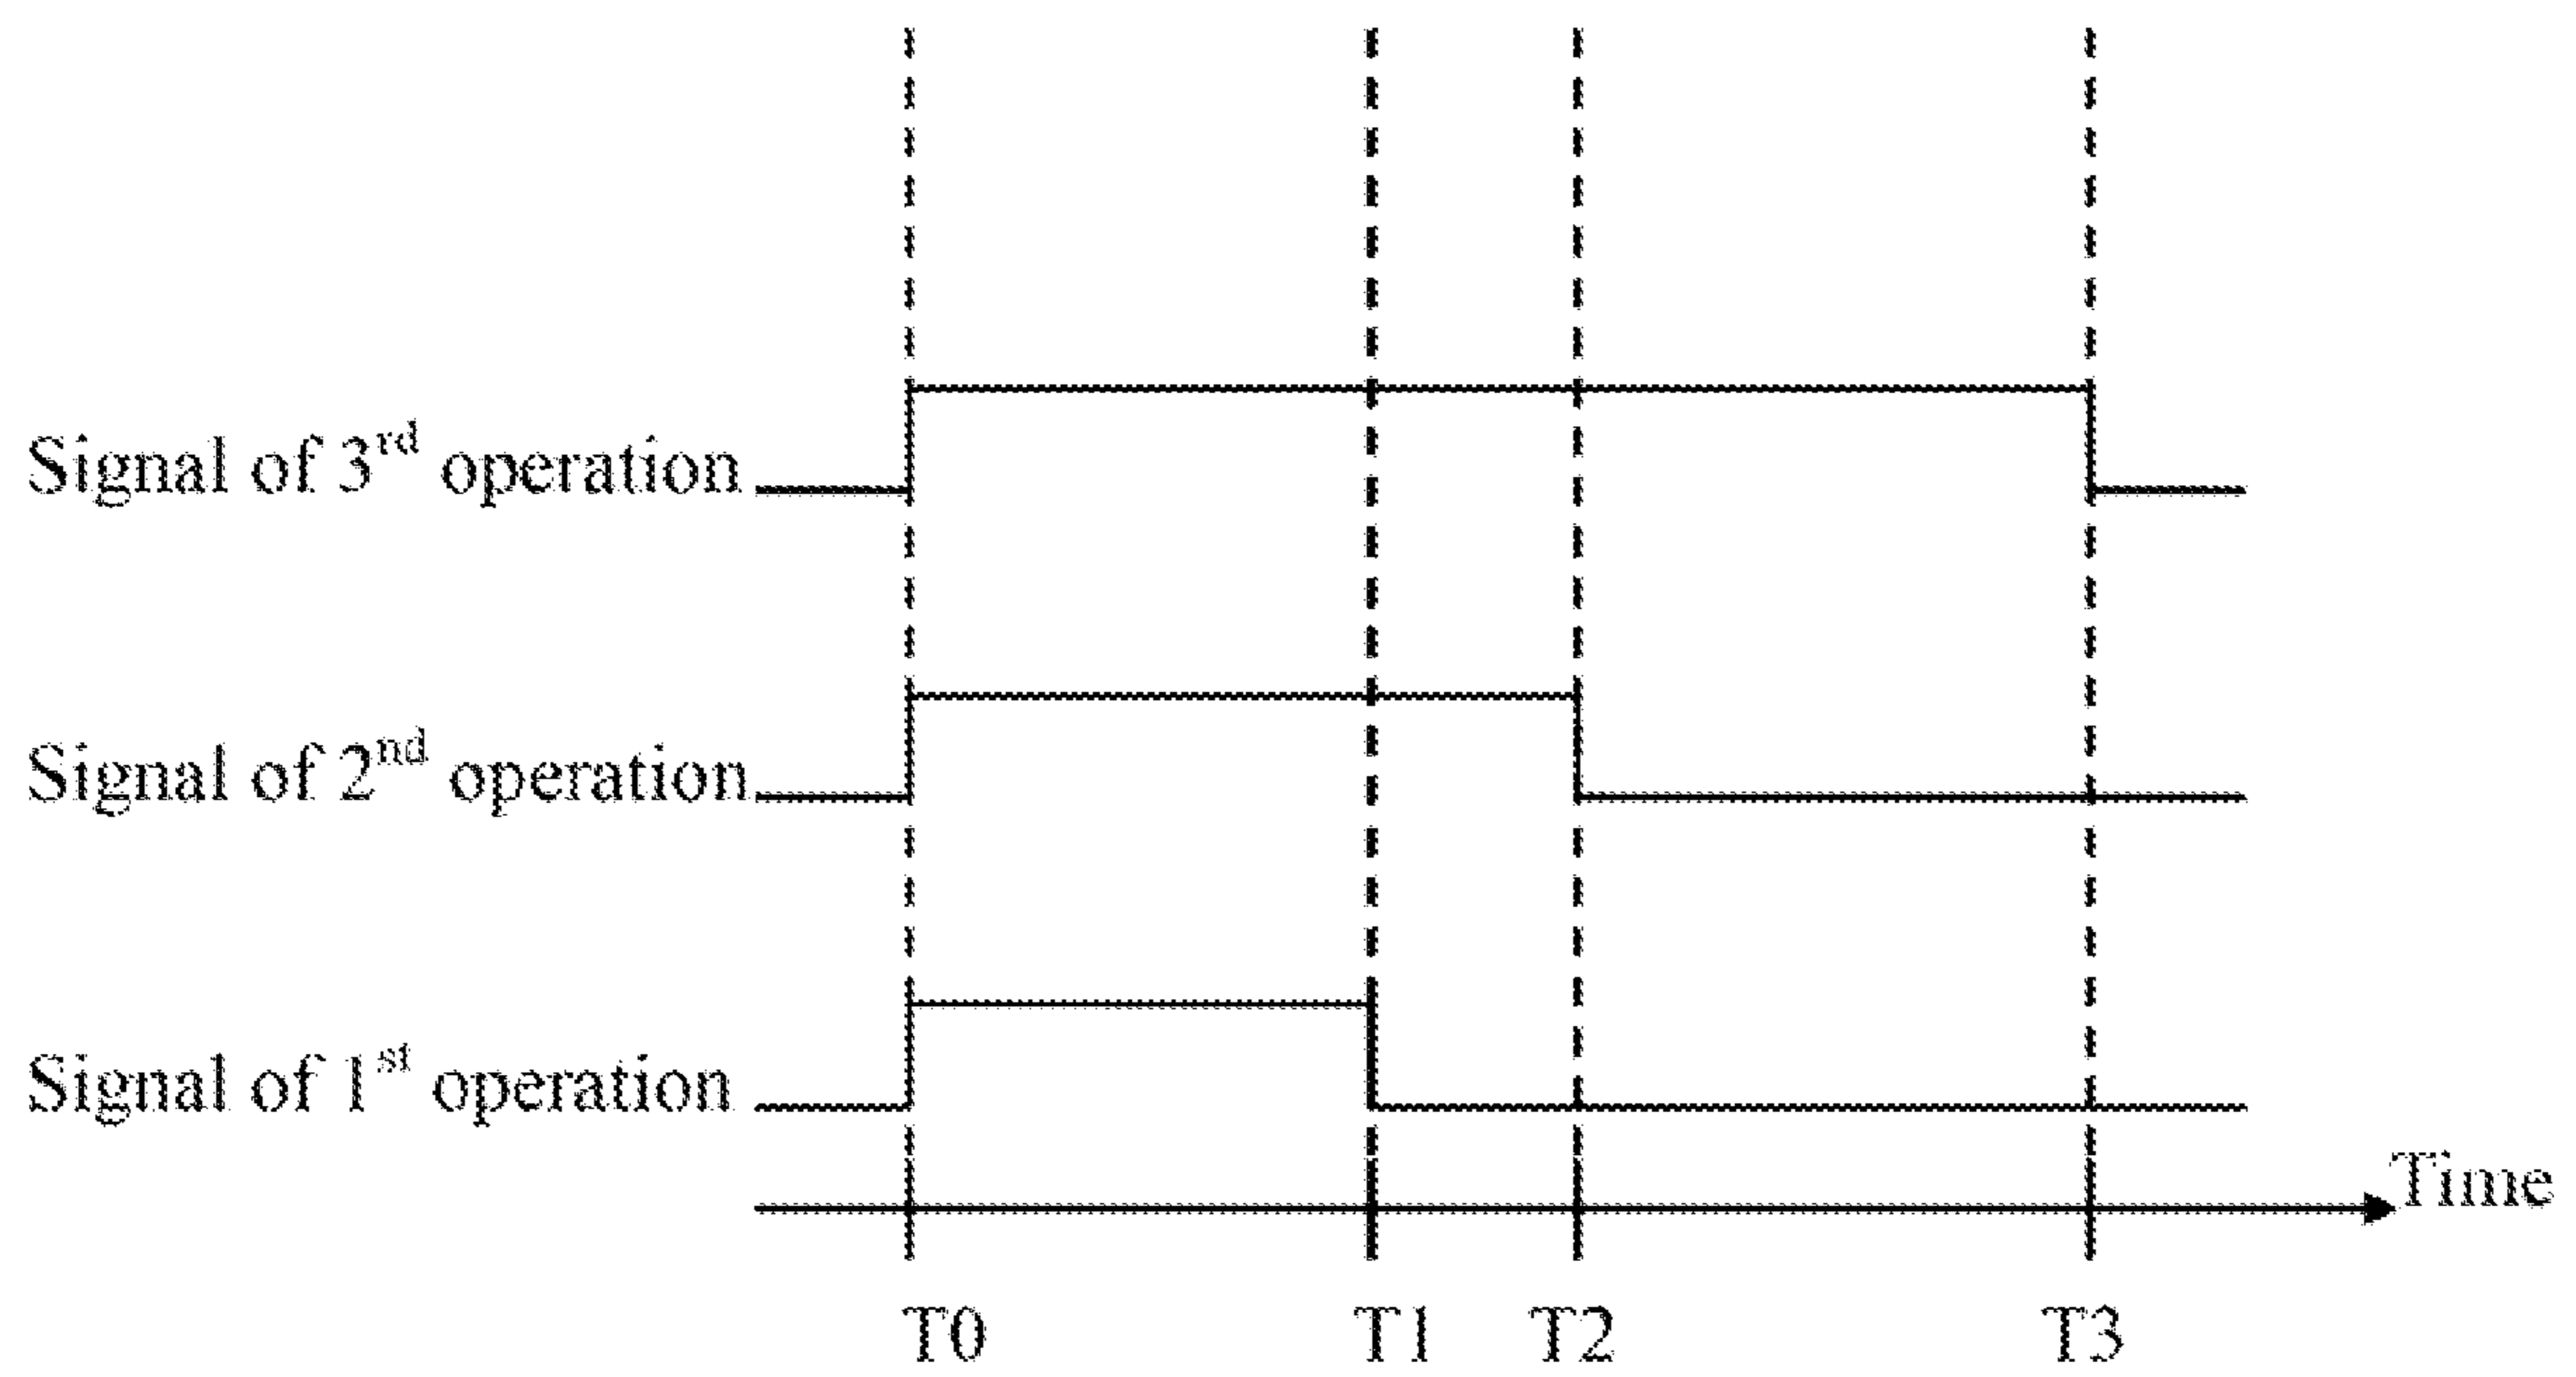 Signal of 3rd operation
Signal of 2nd operation
Signal of 1st operation
Time
T0 T1 T2 T3